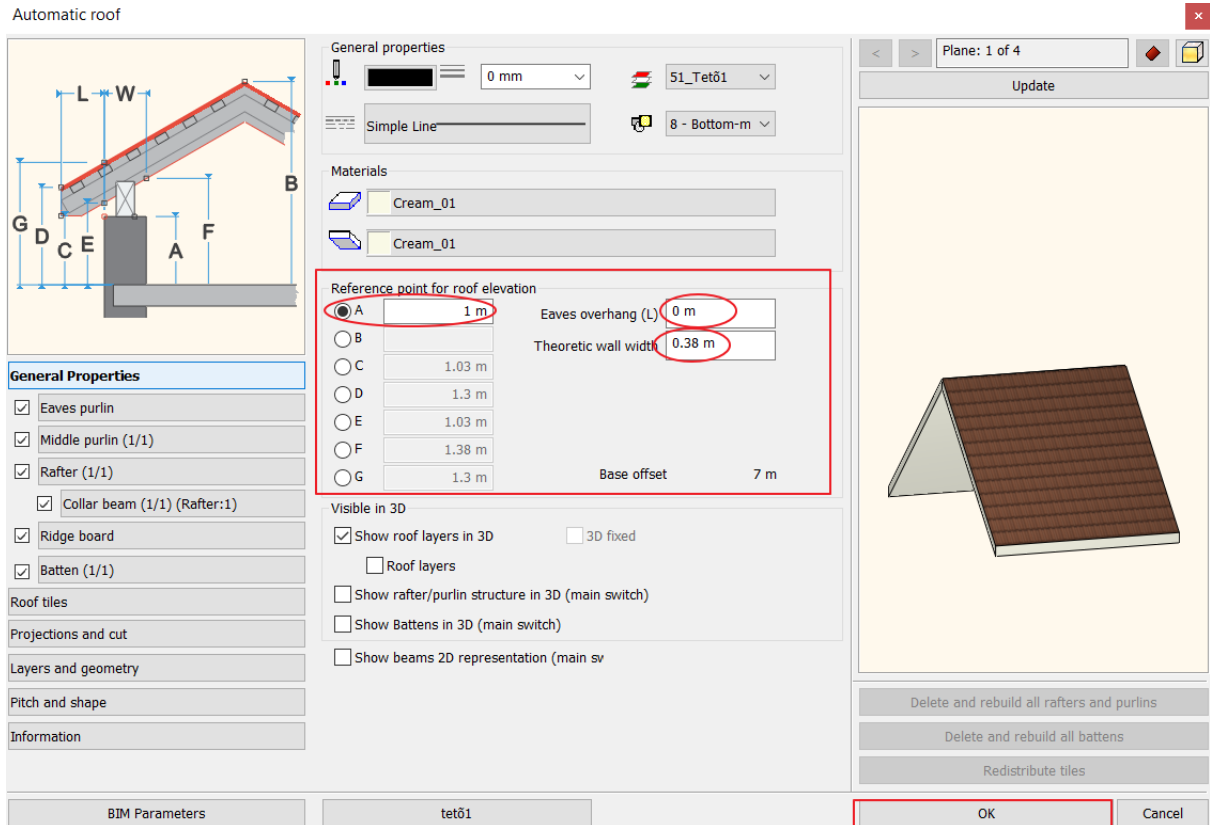 Automatic roof
L W
B
G
D
C
E
F
A
General Properties
Eaves purlin
Middle purlin (1/1)
Rafter (1/1)
Collar beam (1/1) (Rafter:1)
Ridge board
Batten (1/1)
Roof tiles
Projections and cut
Layers and geometry
Pitch and shape
Information
General properties
0 mm
51_Tetõ1
Simple Line
8 - Bottom-m
Materials
Cream_01
Cream_01
Reference point for roof elevation
A 1 m
Eaves overhang (L) 0 m
B
Theoretic wall width 0.38 m
C 1.03 m
D 1.3 m
E 1.03 m
F 1.38 m
G 1.3 m
Base offset 7 m
Visible in 3D
Show roof layers in 3D
3D fixed
Roof layers
Show rafter/purlin structure in 3D (main switch)
Show Battens in 3D (main switch)
Show beams 2D representation (main sv
< > Plane: 1 of 4
Update
Delete and rebuild all rafters and purlins
Delete and rebuild all battens
Redistribute tiles
BIM Parameters
tetõ1
OK
Cancel